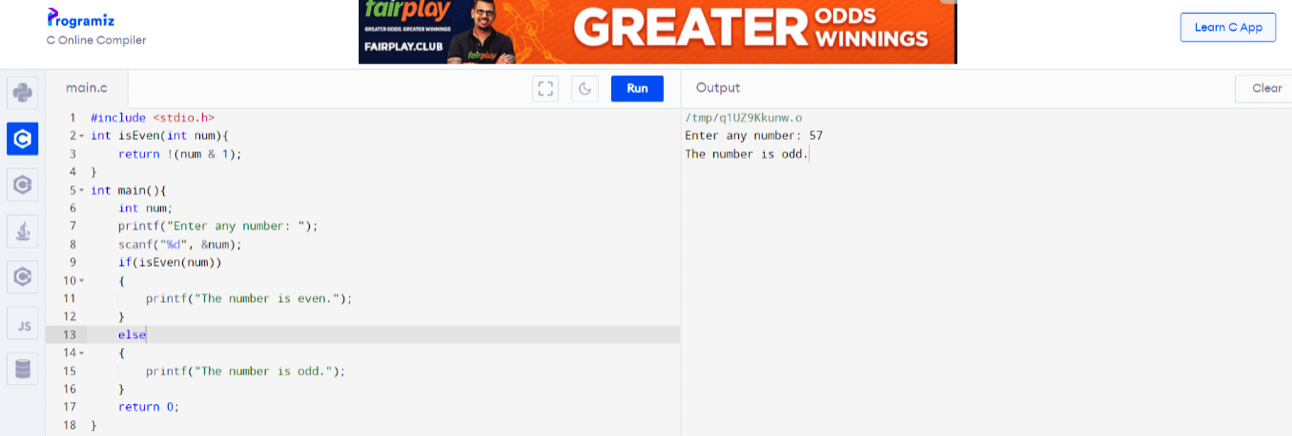 Programiz
C Online Compiler
fairplay
GREATER ODDS. GREATER WINNINGS
FAIRPLAY.CLUB
fairplay
GREATER ODDS WINNINGS
Learn C App
main.c
Run
Output
Clear
1 #include <stdio.h>
2 int isEven(int num){
3 return !(num & 1);
4 }
5 int main(){
6 int num;
7 printf("Enter any number: ");
8 scanf("%d", &num);
9 if(isEven(num))
10 {
11 printf("The number is even.");
12 }
13 else
14 {
15 printf("The number is odd.");
16 }
17 return 0;
18 }
JS
/tmp/q1UZ9Kkunw.o
Enter any number: 57
The number is odd.